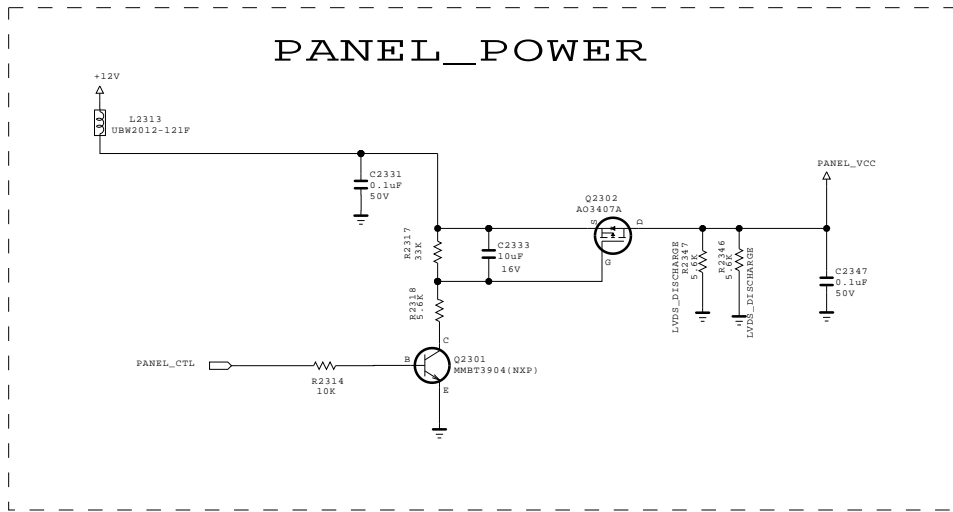 PANEL_POWER
+12V
L2313
UBW2012-121F
C2331
0.1uF
50V
R2317
33K
C2333
10uF
16V
Q2302
AO3407A
S
D
G
PANEL_VCC
LVDS_DISCHARGE
R2347
5.6K
R2346
5.6K
LVDS_DISCHARGE
C2347
0.1uF
50V
R2318
5.6K
PANEL_CTL
R2314
10K
B
C
E
Q2301
MMBT3904(NXP)